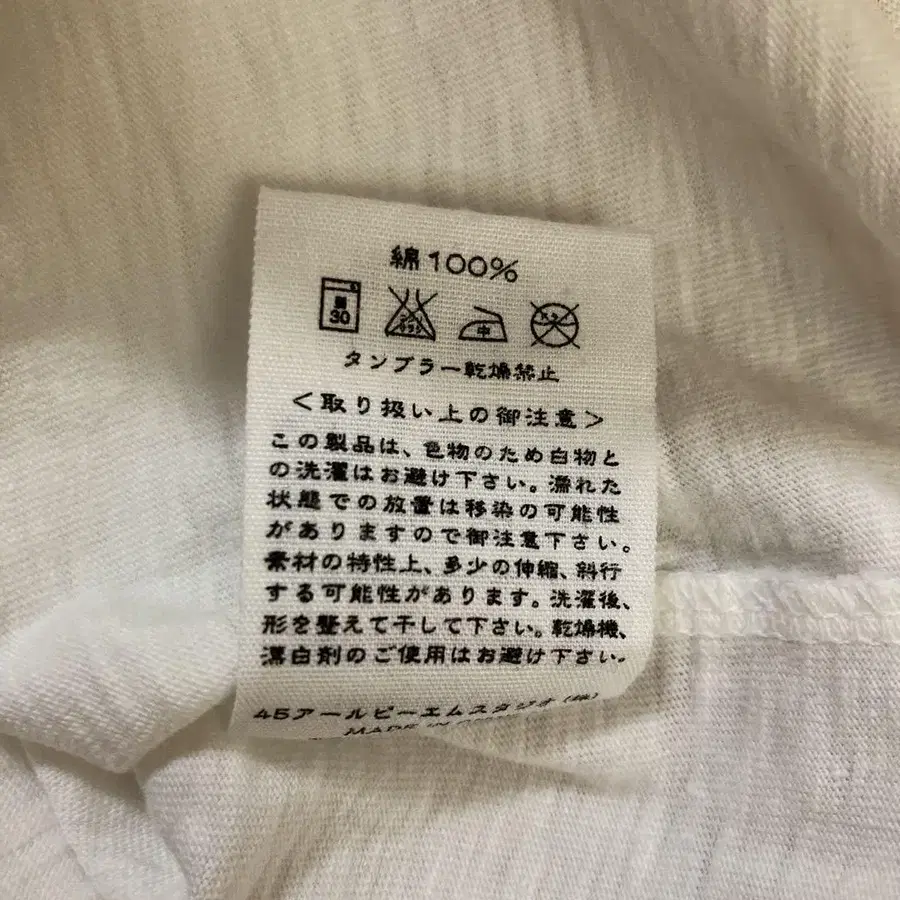 綿100%
30
中
タンブラー乾燥禁止
<取り扱い上の御注意>
この製品は、色物のため白物と
の洗濯はお避け下さい。濡れた
状態での放置は移染の可能性
がありますので御注意下さい。
素材の特性上、多少の伸縮、斜行
する可能性があります。洗濯後、
形を整えて干して下さい。乾燥機、
漂白剤のご使用はお避け下さい。
45アールピーエムスタジオ(株)
MADE IN